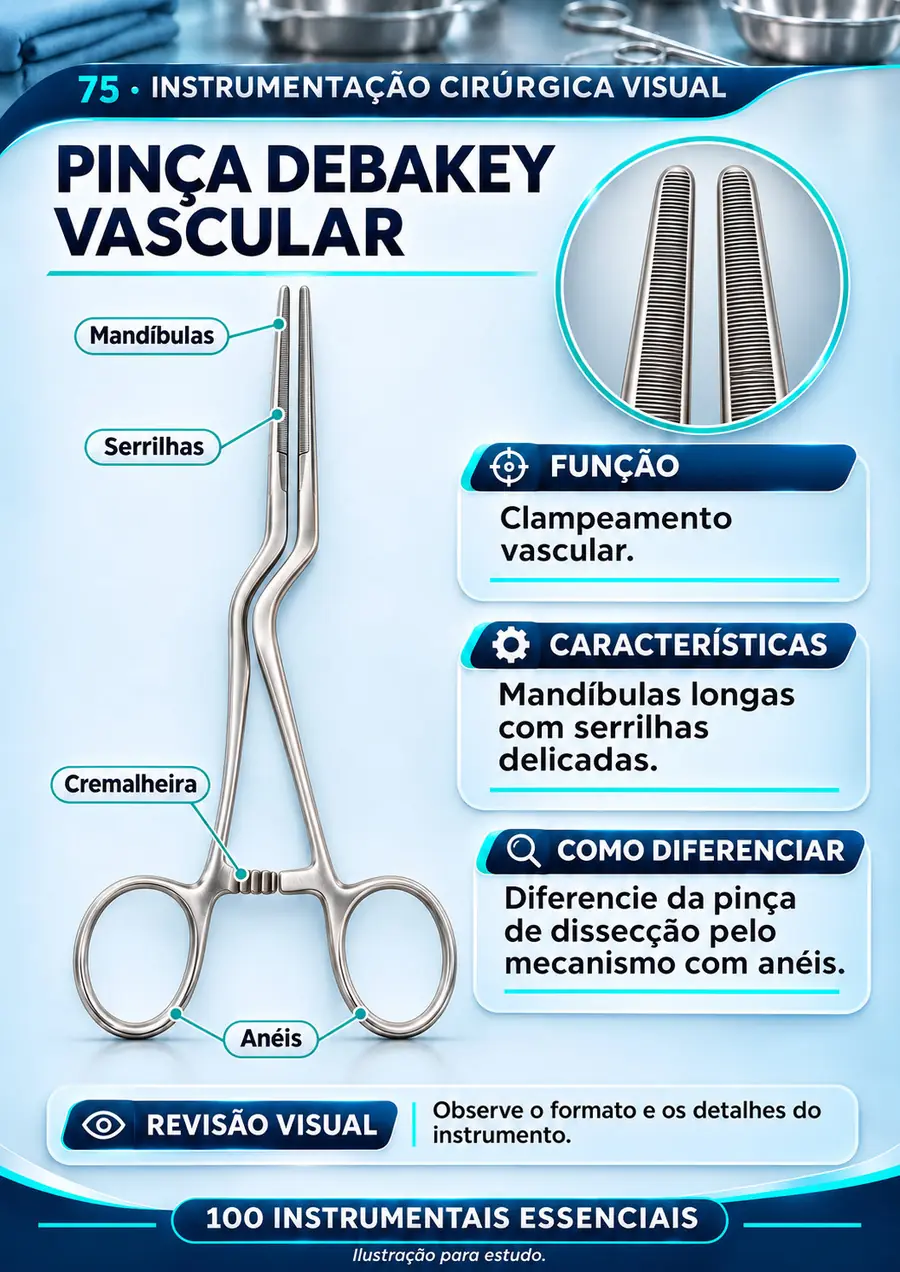 75 · INSTRUMENTAÇÃO CIRÚRGICA VISUAL
PINÇA DEBAKEY
VASCULAR
Mandíbulas
Serrilhas
FUNÇÃO
Clampeamento
vascular.
CARACTERÍSTICAS
Mandíbulas longas
com serrilhas
delicadas.
Cremalheira
COMO DIFERENCIAR
Diferencie da pinça
de dissecção pelo
mecanismo com anéis.
Anéis
REVISÃO VISUAL
Observe o formato e os detalhes do
instrumento.
100 INSTRUMENTAIS ESSENCIAIS
Ilustração para estudo.